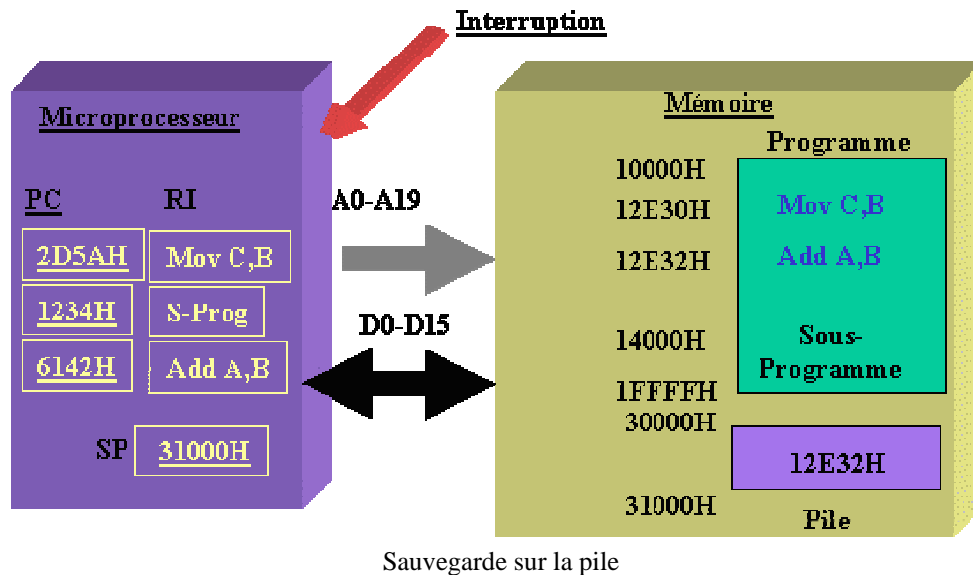 Interruption
Microprocesseur
PC RI
2D5AH Mov C,B
1234H S-Prog
6142H Add A,B
SP 31000H
A0-A19
D0-D15
Mémoire
Programme
10000H
12E30H Mov C,B
12E32H Add A,B
14000H Sous-
Programme
1FFFFH
30000H
12E32H
31000H
Pile
Sauvegarde sur la pile